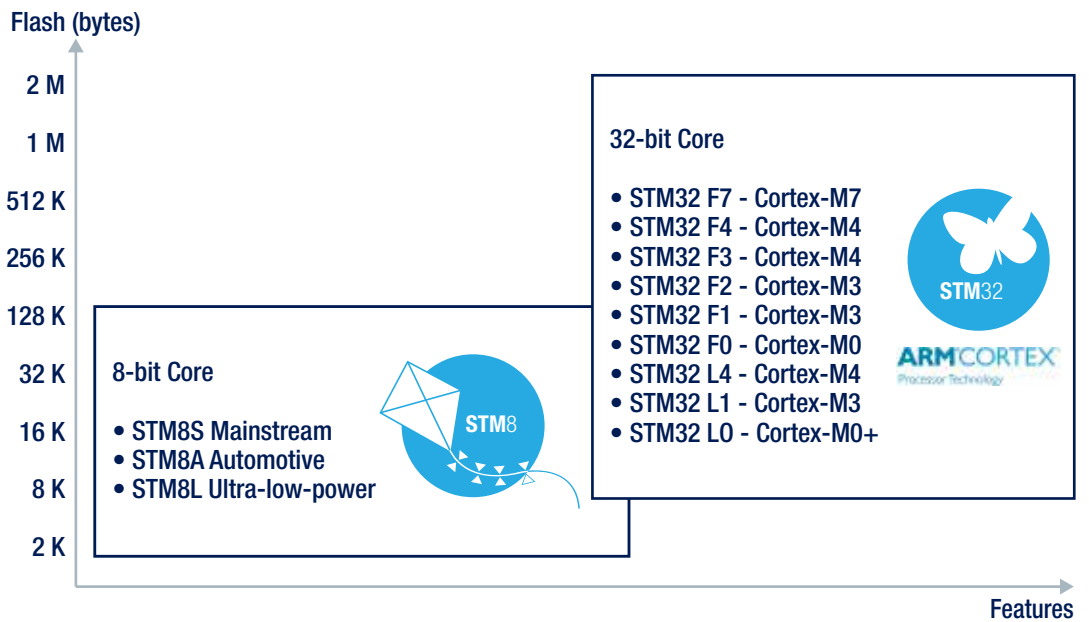 Flash (bytes)
2 M
1 M
512 K
256 K
128 K
32 K
16 K
8 K
2 K
8-bit Core
• STM8S Mainstream
• STM8A Automotive
• STM8L Ultra-low-power
STM8
32-bit Core
• STM32 F7 - Cortex-M7
• STM32 F4 - Cortex-M4
• STM32 F3 - Cortex-M4
• STM32 F2 - Cortex-M3
• STM32 F1 - Cortex-M3
• STM32 F0 - Cortex-M0
• STM32 L4 - Cortex-M4
• STM32 L1 - Cortex-M3
• STM32 L0 - Cortex-M0+
STM32
ARM CORTEX
Processor Technology
Features